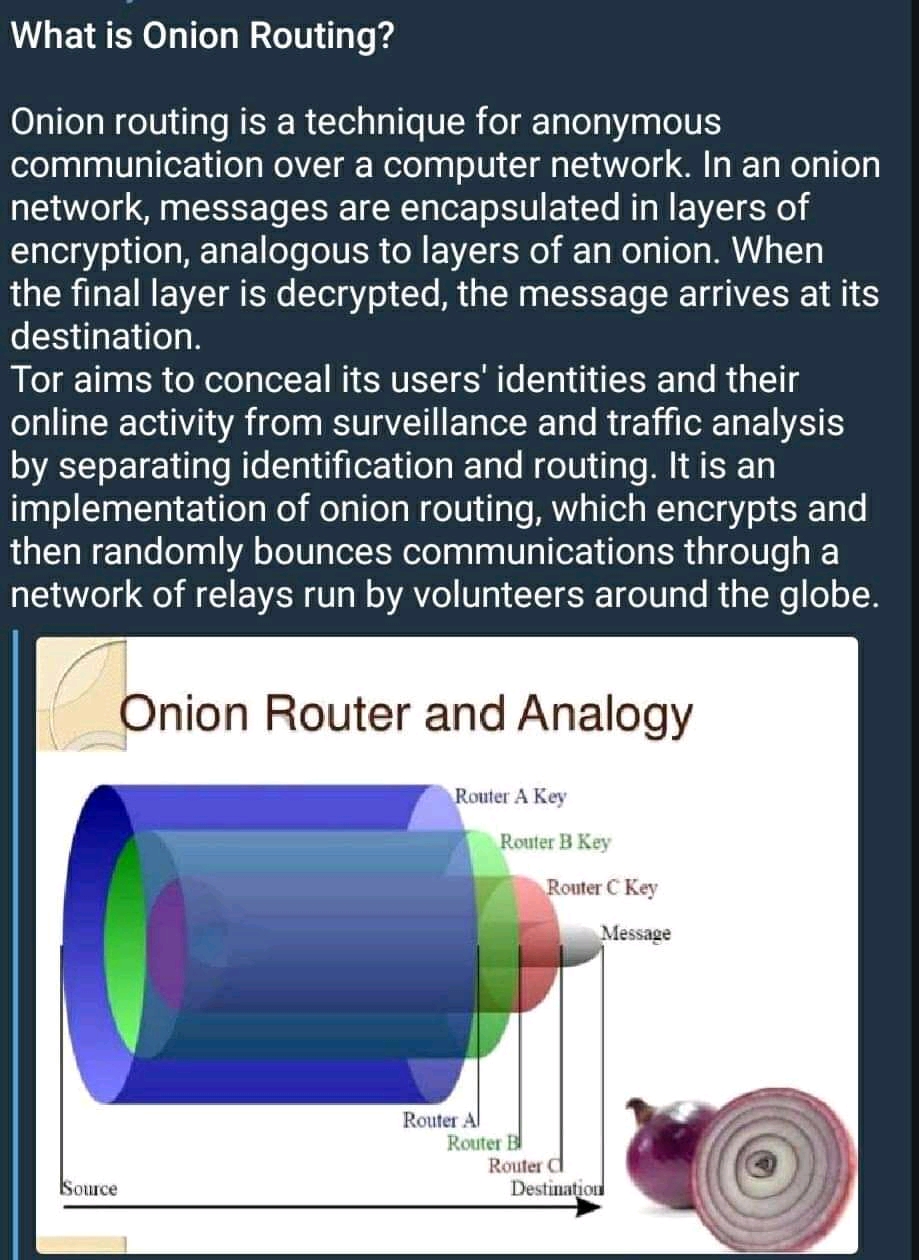 What is Onion Routing?
Onion routing is a technique for anonymous
communication over a computer network. In an onion
network, messages are encapsulated in layers of
encryption, analogous to layers of an onion. When
the final layer is decrypted, the message arrives at its
destination.
Tor aims to conceal its users' identities and their
online activity from surveillance and traffic analysis
by separating identification and routing. It is an
implementation of onion routing, which encrypts and
then randomly bounces communications through a
network of relays run by volunteers around the globe.
Onion Router and Analogy
Router A Key
Router B Key
Router C Key
Message
Router A
Router B
Router C
Source
Destination